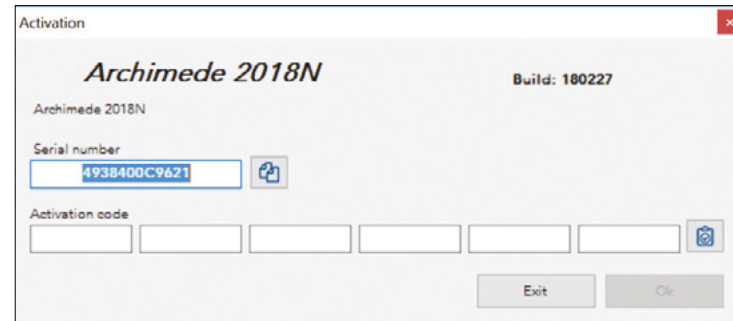 Activation
Archimede 2018N
Build: 180227
Archimede 2018N
Serial number
4938400C9621
Activation code
Exit
Ok